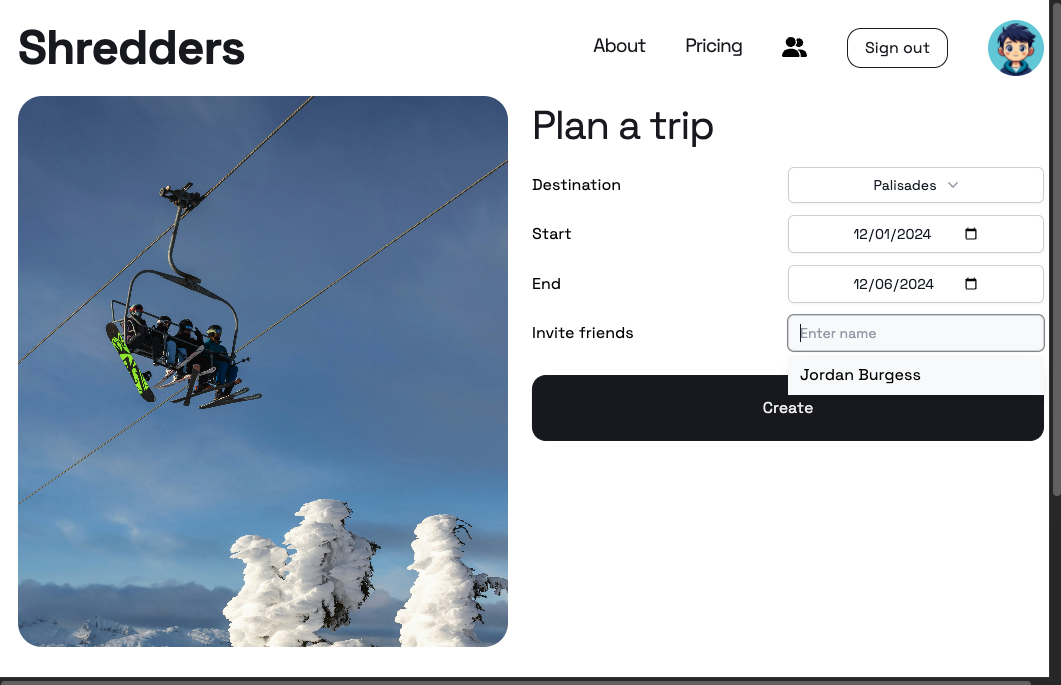 Shredders
About
Pricing
Sign out
Plan a trip
Destination
Palisades
Start
12/01/2024
End
12/06/2024
Invite friends
Enter name
Jordan Burgess
Create